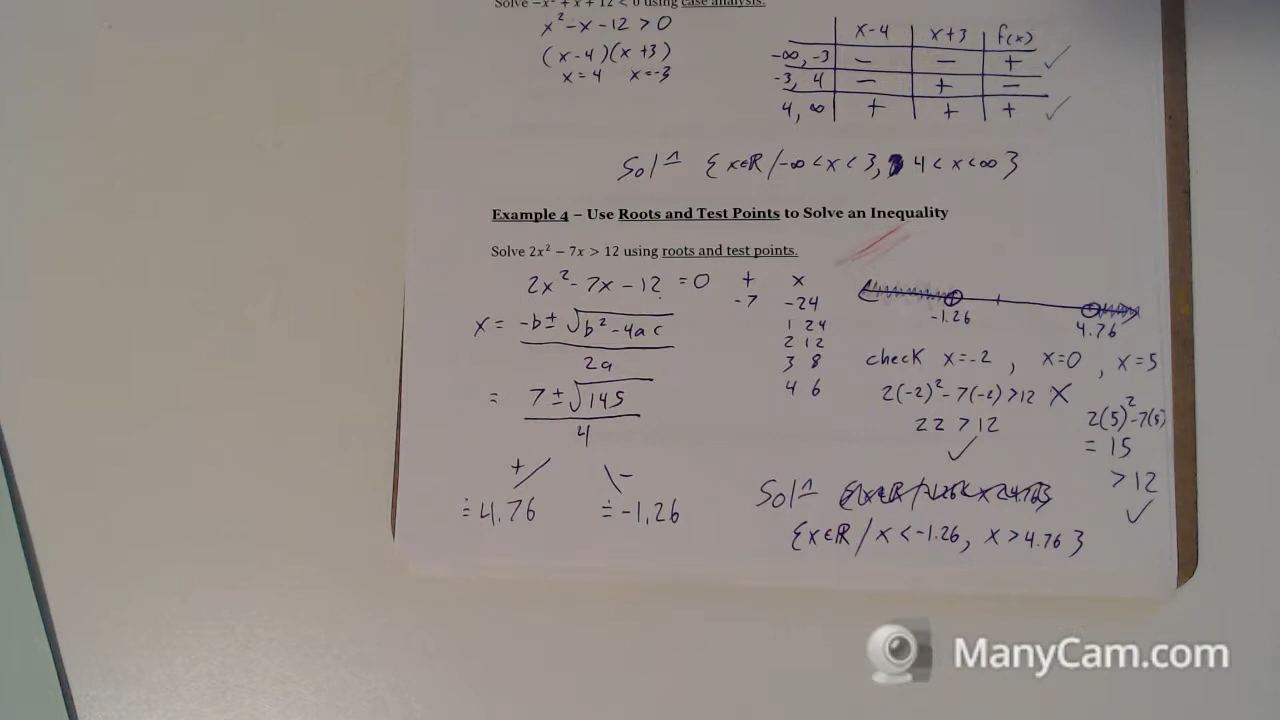 Solve −x² + x + 12 < 0 using case analysis.
x² - x - 12 > 0
(x - 4)(x + 3)
x = 4 x = -3
x-4 x+3 f(x)
-∞, -3 - - + ✓
-3, 4 - + -
4, ∞ + + + ✓
Sol^n {x∈ℝ / -∞ < x < 3, 4 < x < ∞}
Example 4 – Use Roots and Test Points to Solve an Inequality
Solve 2x² − 7x > 12 using roots and test points.
2x² - 7x - 12 = 0
x = -b ± √b² - 4ac
2a
= 7 ± √145
4
+ -
≐ 4.76 ≐ -1.26
+ x
-7 -24
1 24
2 12
3 8
4 6
-1.26 4.76
check x = -2, x = 0, x = 5
2(-2)² - 7(-2) > 12 X
22 > 12
✓
2(5)² - 7(5)
= 15
> 12
✓
Sol^n
{x∈ℝ / x < -1.26, x > 4.76}
ManyCam.com